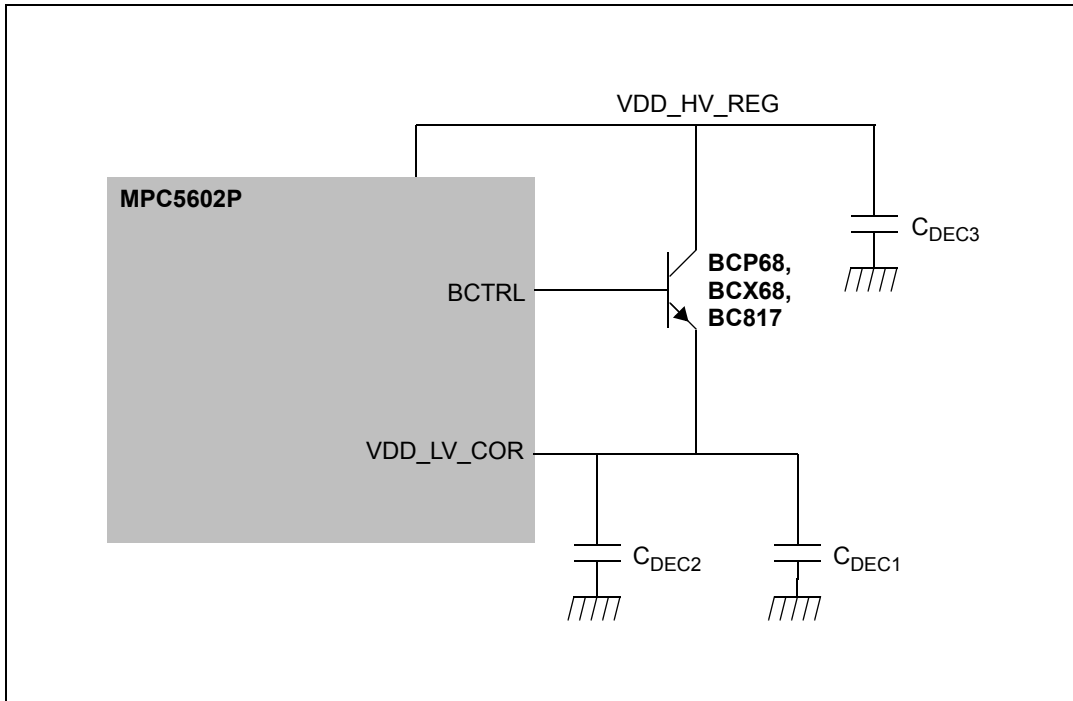 VDD_HV_REG
MPC5602P
CDEC3
BCP68,
BCX68,
BC817
BCTRL
VDD_LV_COR
CDEC2
CDEC1